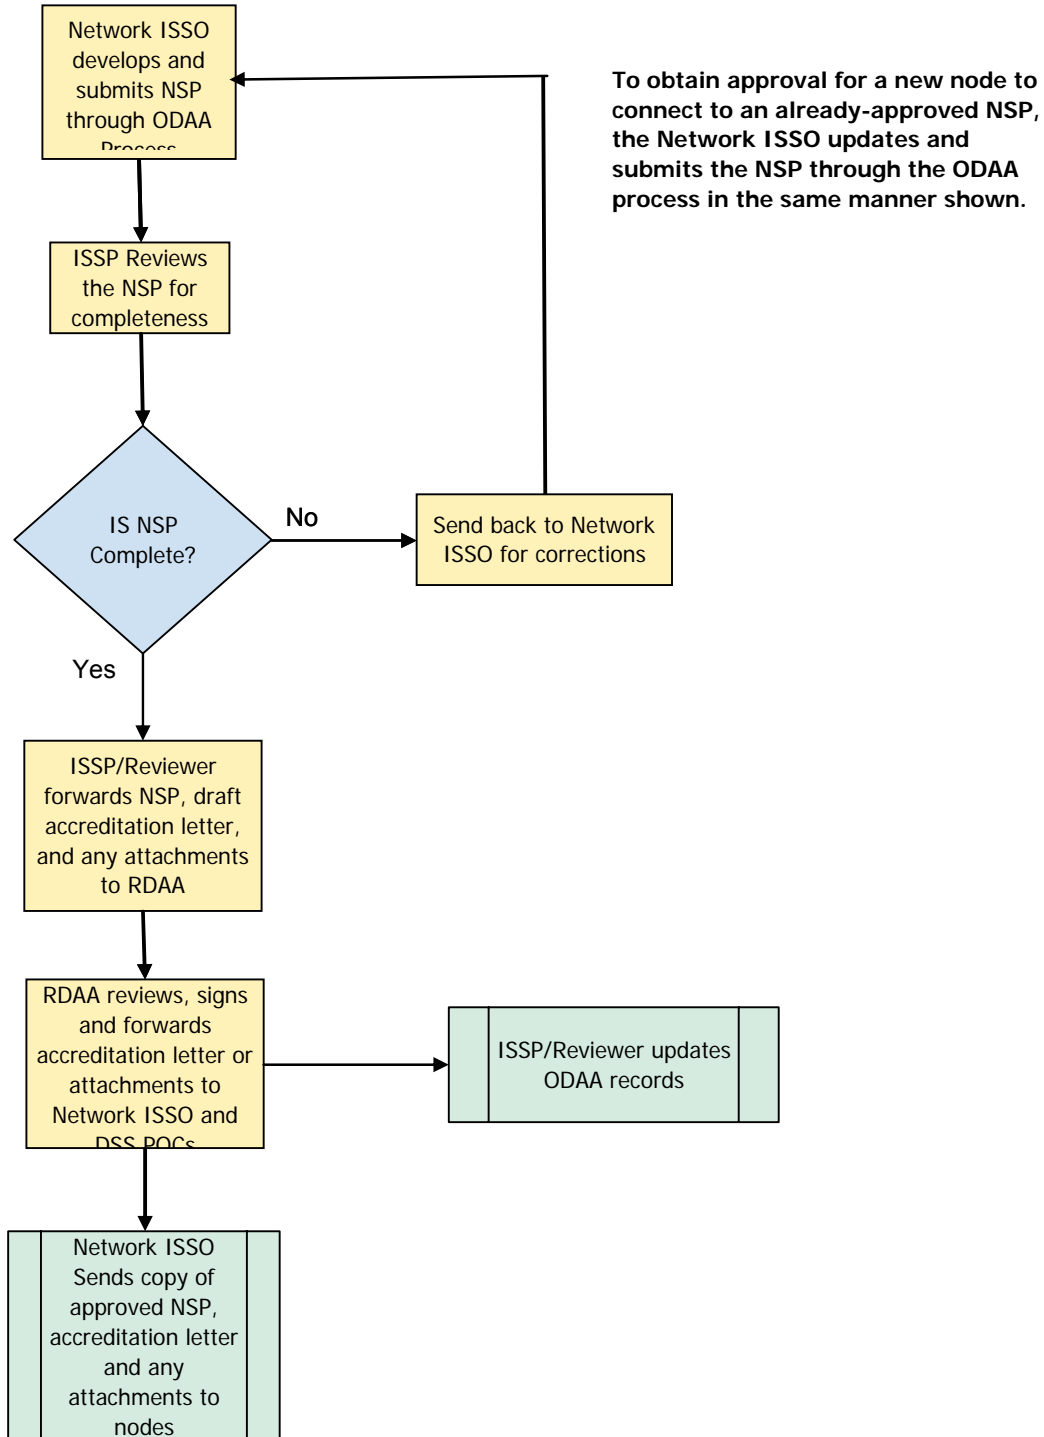 Network ISSO
develops and
submits NSP
through ODAA
Process
To obtain approval for a new node to
connect to an already-approved NSP,
the Network ISSO updates and
submits the NSP through the ODAA
process in the same manner shown.
ISSP Reviews
the NSP for
completeness
IS NSP
Complete?
No
Send back to Network
ISSO for corrections
Yes
ISSP/Reviewer
forwards NSP, draft
accreditation letter,
and any attachments
to RDAA
RDAA reviews, signs
and forwards
accreditation letter or
attachments to
Network ISSO and
DSS POCs
ISSP/Reviewer updates
ODAA records
Network ISSO
Sends copy of
approved NSP,
accreditation letter
and any
attachments to
nodes